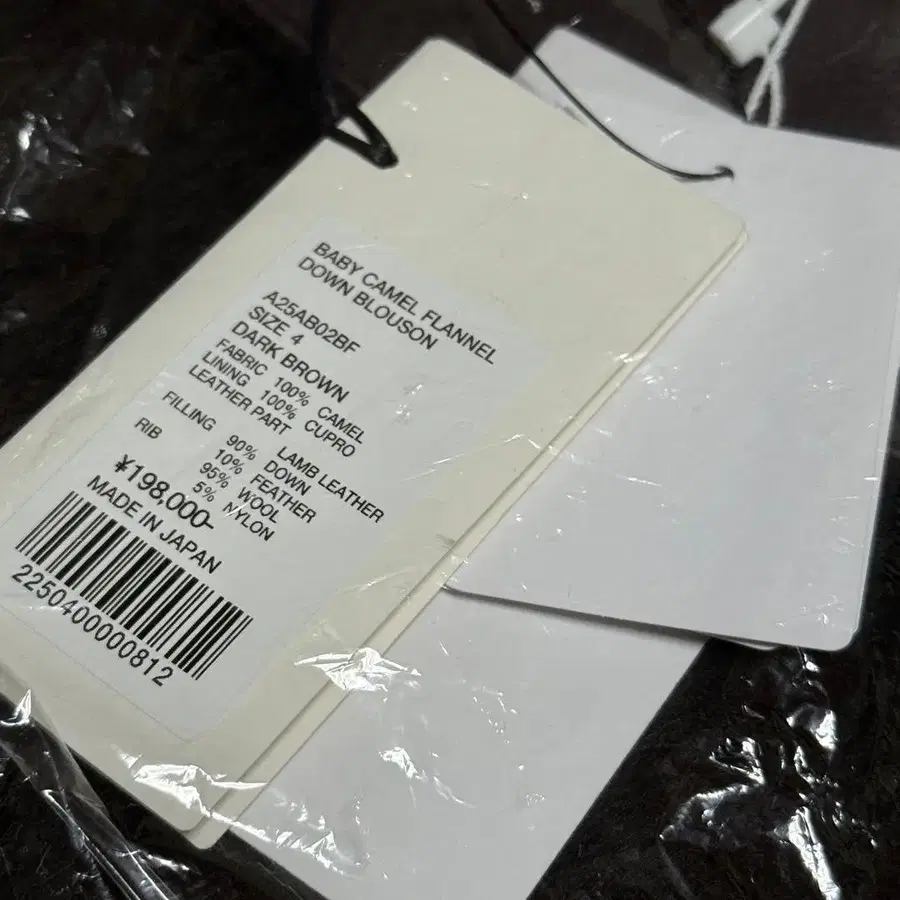 BABY CAMEL FLANNEL
DOWN BLOUSON
A25AB02BF
SIZE 4
DARK BROWN
FABRIC 100% CAMEL
LINING 100% CUPRO
LEATHER PART LAMB LEATHER
FILLING 90% DOWN
10% FEATHER
RIB 95% WOOL
5% NYLON
¥198,000-
MADE IN JAPAN
2250400000812